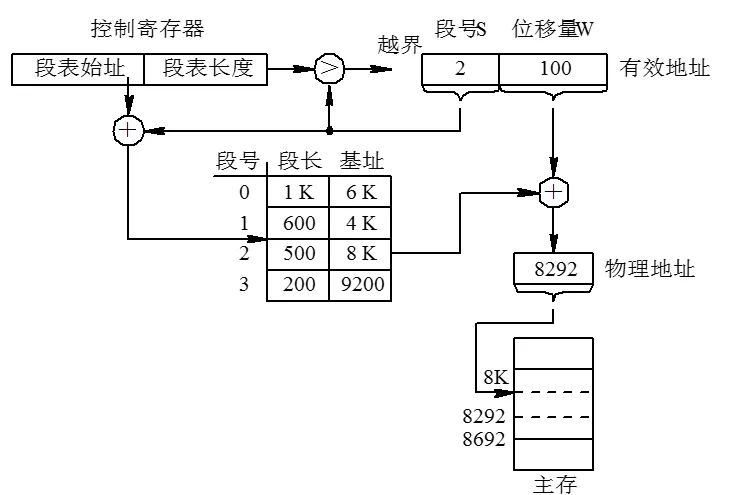 控制寄存器
段表始址 段表长度
>
越界
段号S 位移量W
2 100
有效地址
+
段号 段长 基址
0 1 K 6 K
1 600 4 K
2 500 8 K
3 200 9200
+
8292
物理地址
8K
8292
8692
主存